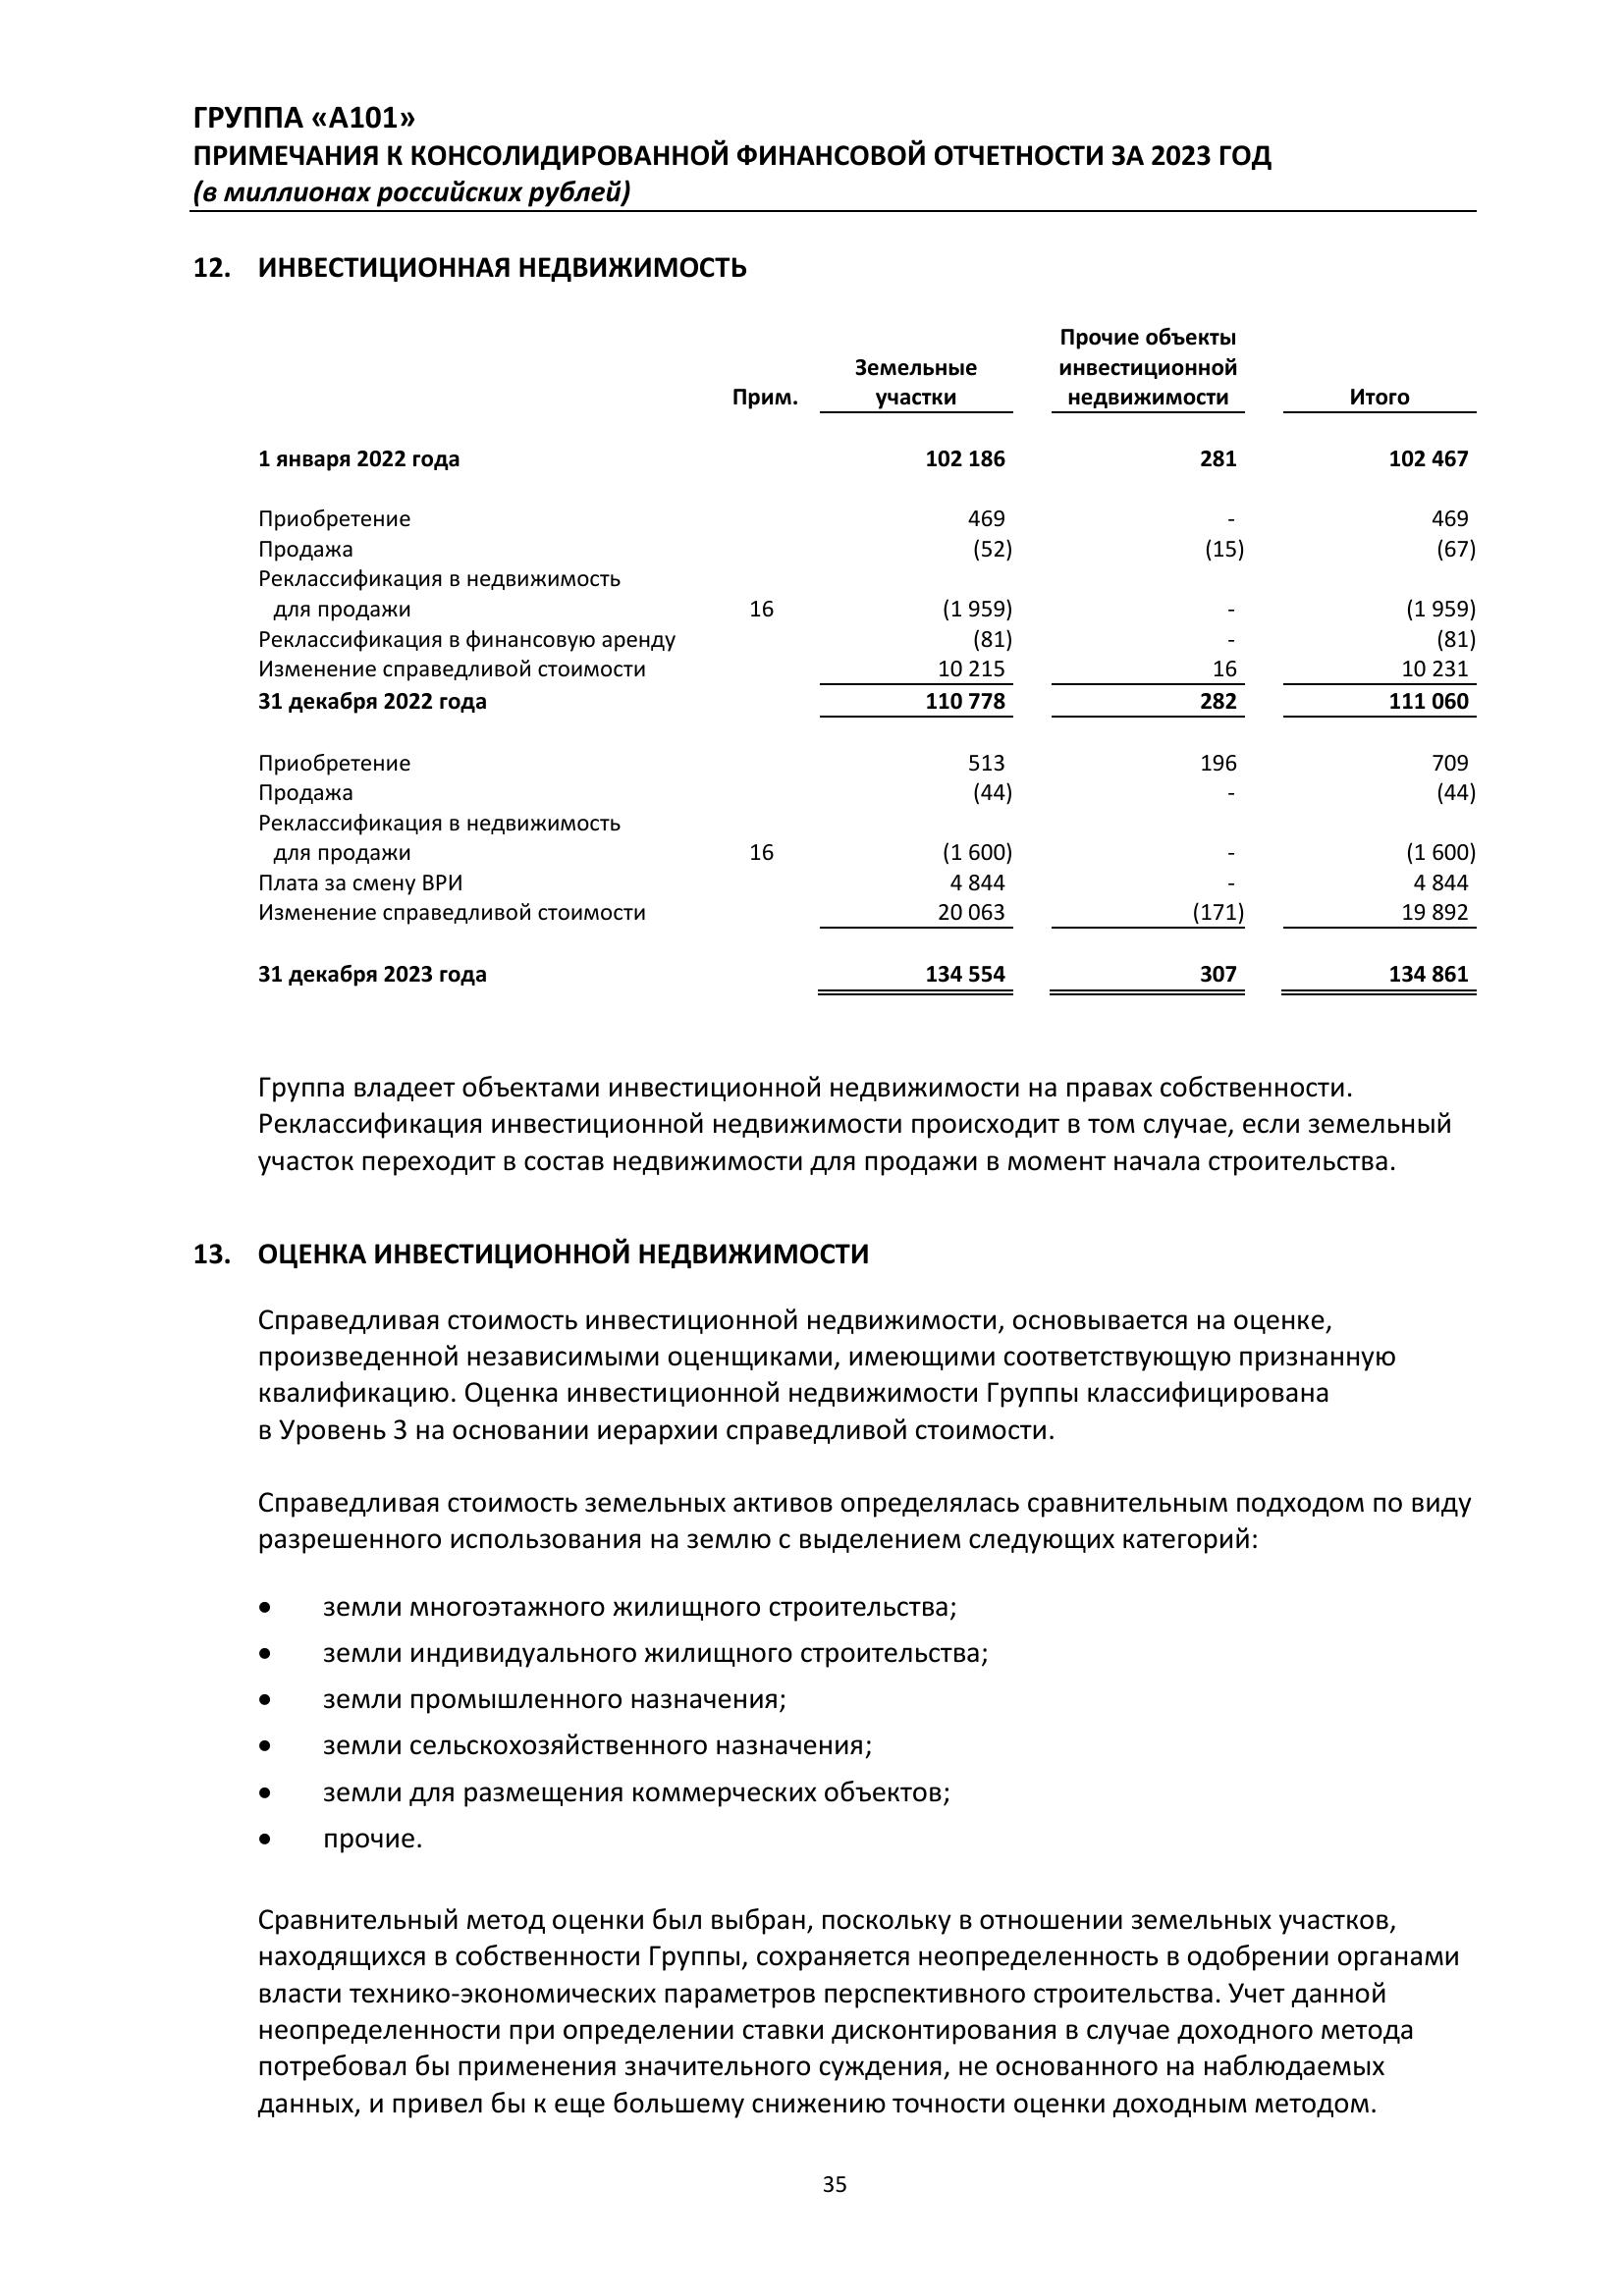 ГРУППА «А101»
ПРИМЕЧАНИЯ К КОНСОЛИДИРОВАННОЙ ФИНАНСОВОЙ ОТЧЕТНОСТИ ЗА 2023 ГОД
(в миллионах российских рублей)
12. ИНВЕСТИЦИОННАЯ НЕДВИЖИМОСТЬ
Прим. Земельные участки Прочие объекты инвестиционной недвижимости Итого
1 января 2022 года 102 186 281 102 467
Приобретение 469 - 469
Продажа (52) (15) (67)
Реклассификация в недвижимость
для продажи 16 (1 959) - (1 959)
Реклассификация в финансовую аренду (81) - (81)
Изменение справедливой стоимости 10 215 16 10 231
31 декабря 2022 года 110 778 282 111 060
Приобретение 513 196 709
Продажа (44) - (44)
Реклассификация в недвижимость
для продажи 16 (1 600) - (1 600)
Плата за смену ВРИ 4 844 - 4 844
Изменение справедливой стоимости 20 063 (171) 19 892
31 декабря 2023 года 134 554 307 134 861
Группа владеет объектами инвестиционной недвижимости на правах собственности.
Реклассификация инвестиционной недвижимости происходит в том случае, если земельный
участок переходит в состав недвижимости для продажи в момент начала строительства.
13. ОЦЕНКА ИНВЕСТИЦИОННОЙ НЕДВИЖИМОСТИ
Справедливая стоимость инвестиционной недвижимости, основывается на оценке,
произведенной независимыми оценщиками, имеющими соответствующую признанную
квалификацию. Оценка инвестиционной недвижимости Группы классифицирована
в Уровень 3 на основании иерархии справедливой стоимости.
Справедливая стоимость земельных активов определялась сравнительным подходом по виду
разрешенного использования на землю с выделением следующих категорий:
• земли многоэтажного жилищного строительства;
• земли индивидуального жилищного строительства;
• земли промышленного назначения;
• земли сельскохозяйственного назначения;
• земли для размещения коммерческих объектов;
• прочие.
Сравнительный метод оценки был выбран, поскольку в отношении земельных участков,
находящихся в собственности Группы, сохраняется неопределенность в одобрении органами
власти технико-экономических параметров перспективного строительства. Учет данной
неопределенности при определении ставки дисконтирования в случае доходного метода
потребовал бы применения значительного суждения, не основанного на наблюдаемых
данных, и привел бы к еще большему снижению точности оценки доходным методом.
35